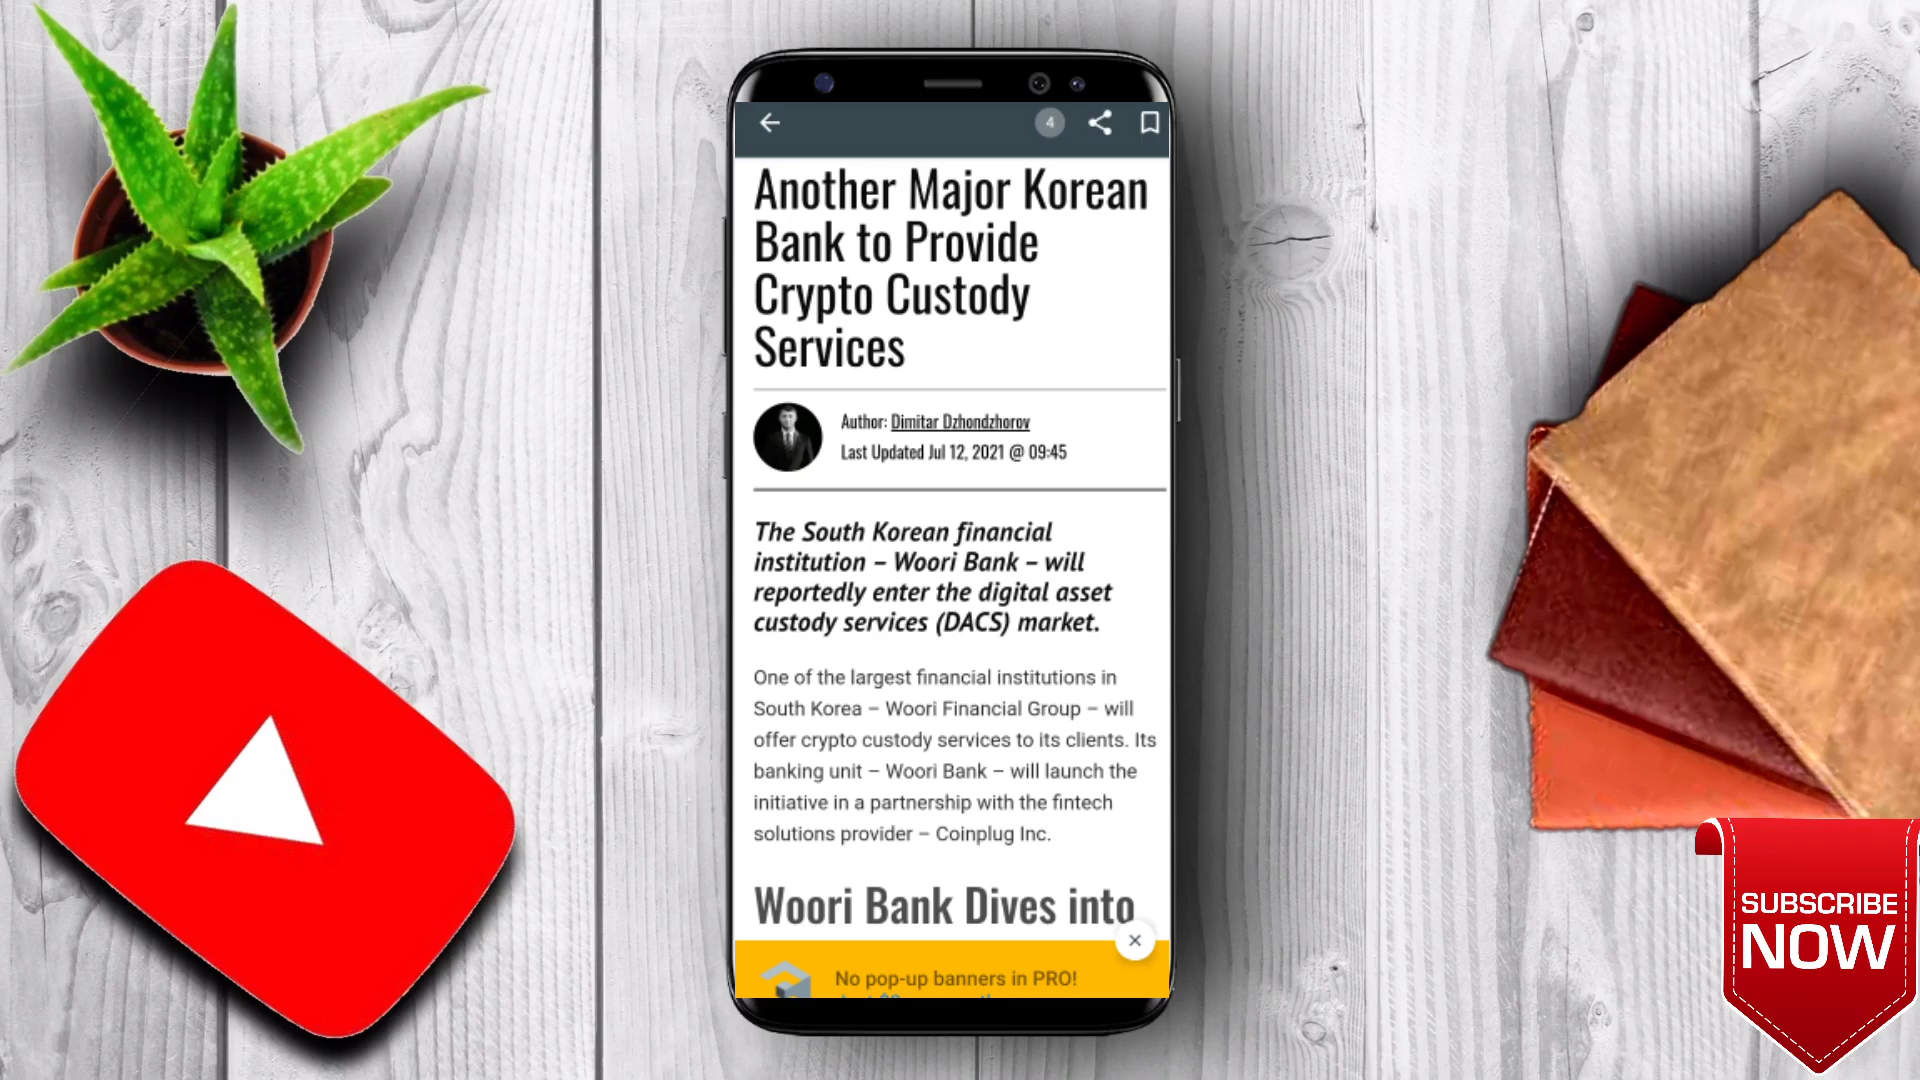 4
Another Major Korean
Bank to Provide
Crypto Custody
Services
Author: Dimitar Dzhondzhorov
Last Updated Jul 12, 2021 @ 09:45
The South Korean financial
institution – Woori Bank – will
reportedly enter the digital asset
custody services (DACS) market.
One of the largest financial institutions in
South Korea – Woori Financial Group – will
offer crypto custody services to its clients. Its
banking unit – Woori Bank – will launch the
initiative in a partnership with the fintech
solutions provider – Coinplug Inc.
Woori Bank Dives into
No pop-up banners in PRO!
SUBSCRIBE
NOW